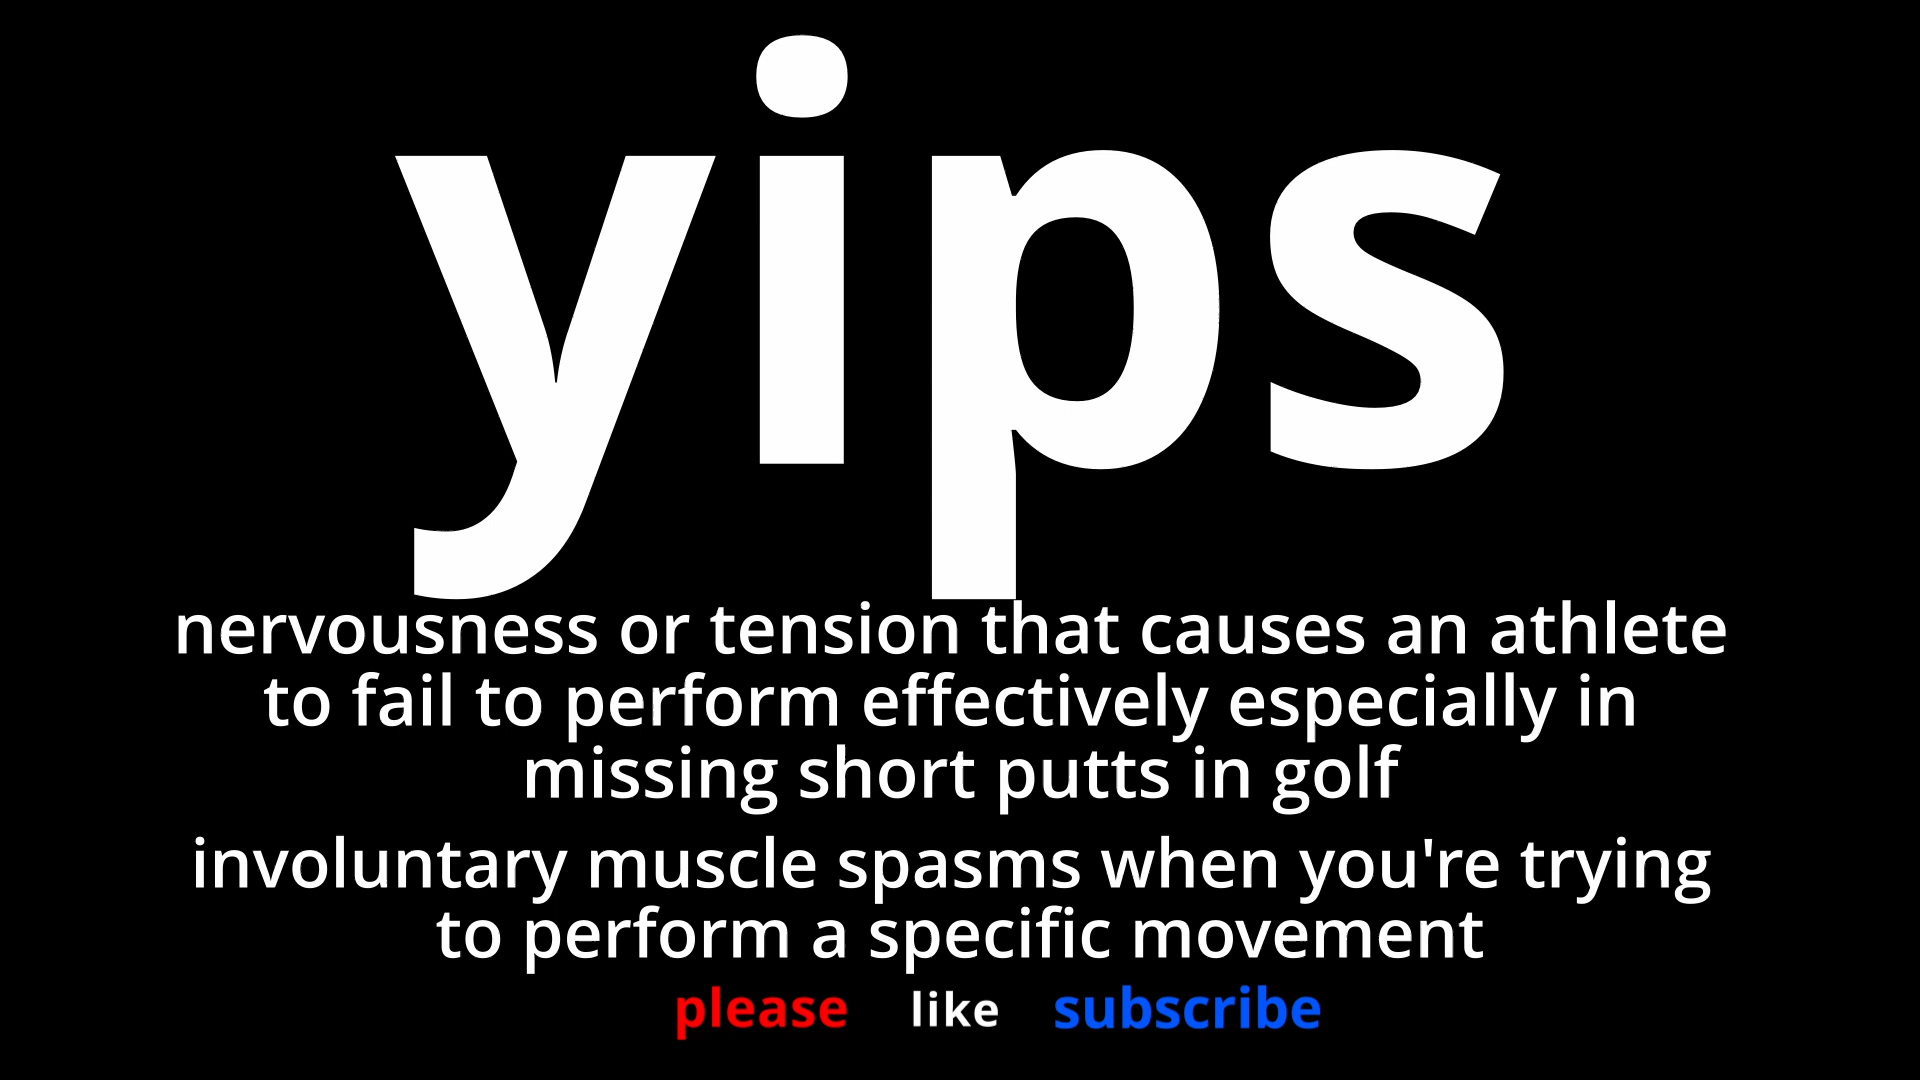 yips
nervousness or tension that causes an athlete
to fail to perform effectively especially in
missing short putts in golf
involuntary muscle spasms when you're trying
to perform a specific movement
please like subscribe